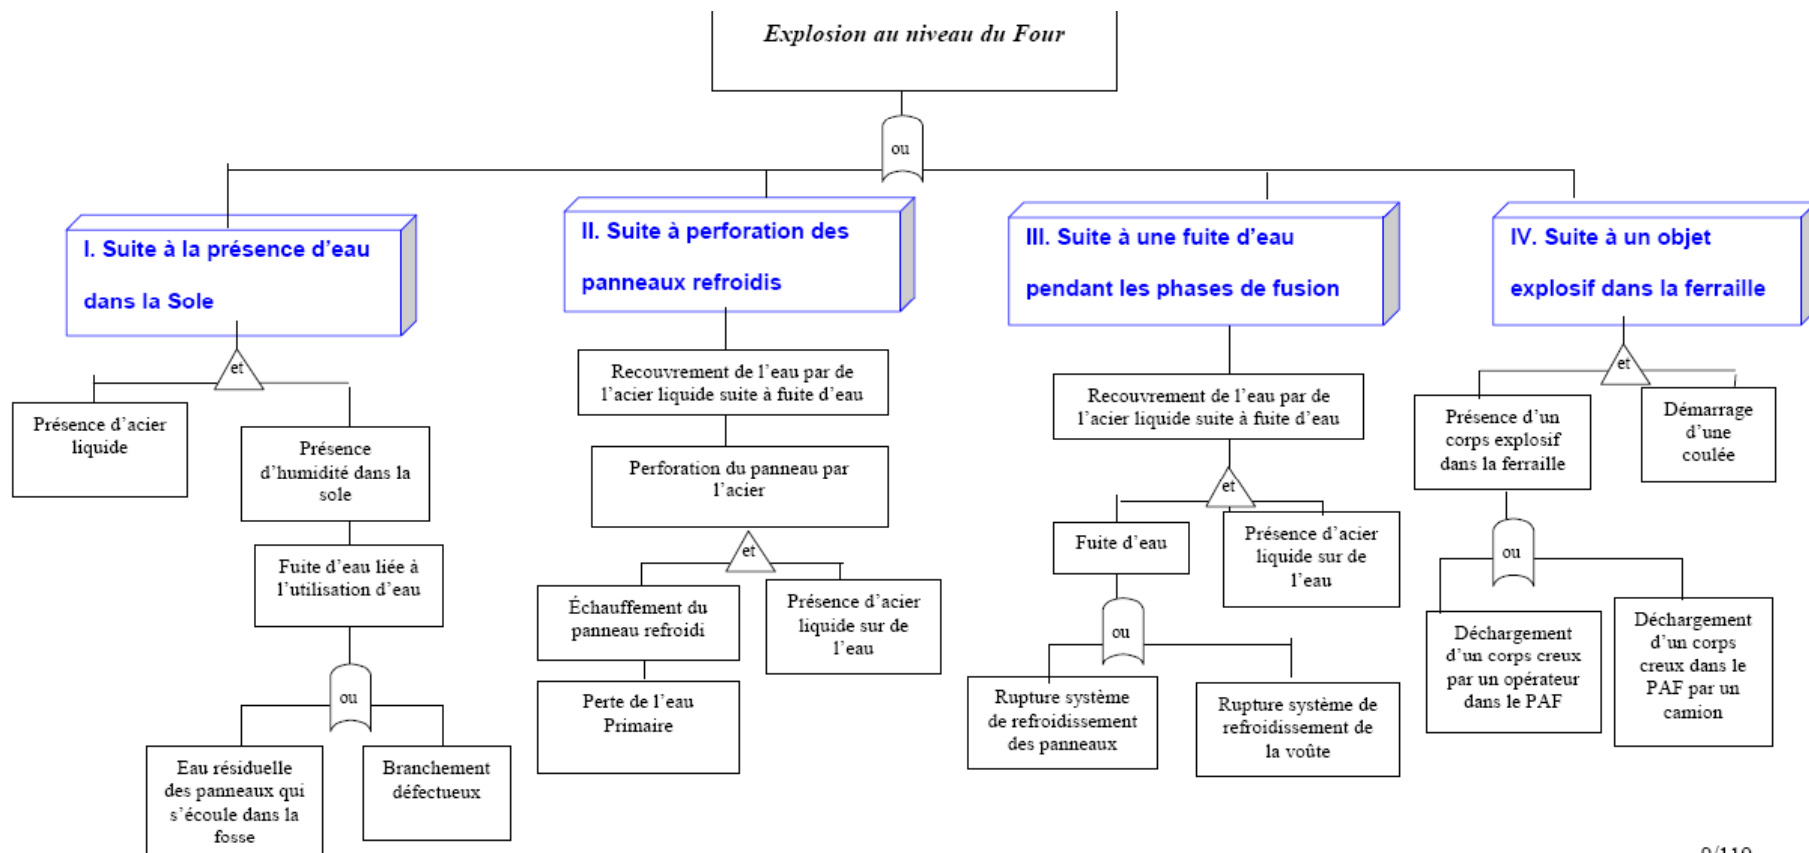 Explosion au niveau du Four
ou
I. Suite à la présence d'eau
dans la Sole
II. Suite à perforation des
panneaux refroidis
III. Suite à une fuite d'eau
pendant les phases de fusion
IV. Suite à un objet
explosif dans la ferraille
et
Présence d'acier
liquide
Présence
d'humidité dans la
sole
Fuite d'eau liée à
l'utilisation d'eau
ou
Eau résiduelle
des panneaux qui
s'écoule dans la
fosse
Branchement
défectueux
Recouvrement de l'eau par de
l'acier liquide suite à fuite d'eau
Perforation du panneau par
l'acier
et
Échauffement du
panneau refroidi
Présence d'acier
liquide sur de
l'eau
Perte de l'eau
Primaire
Recouvrement de l'eau par de
l'acier liquide suite à fuite d'eau
et
Fuite d'eau
Présence d'acier
liquide sur de
l'eau
ou
Rupture système
de refroidissement
des panneaux
Rupture système de
refroidissement de
la voûte
et
Présence d'un
corps explosif
dans la ferraille
Démarrage
d'une
coulée
ou
Déchargement
d'un corps creux
par un opérateur
dans le PAF
Déchargement
d'un corps
creux dans le
PAF par un
camion